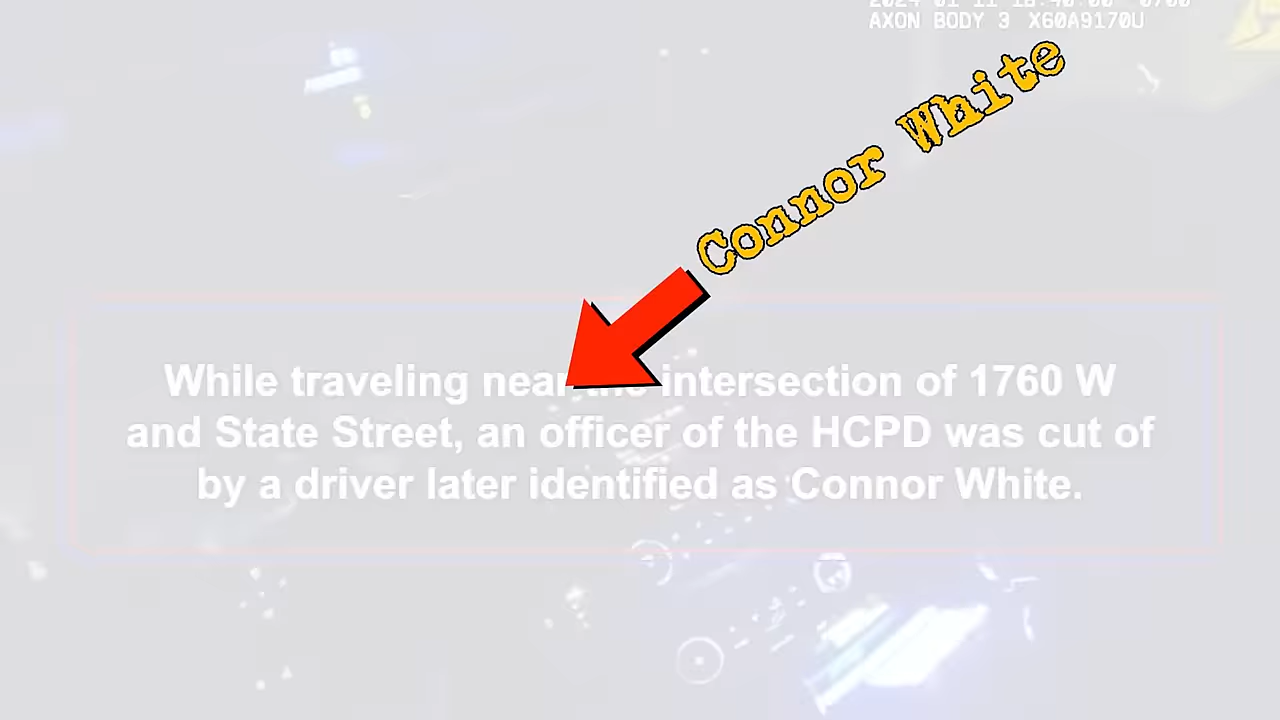 AXON BODY 3 X60A9170U
Connor White
While traveling near the intersection of 1760 W
and State Street, an officer of the HCPD was cut of
by a driver later identified as Connor White.